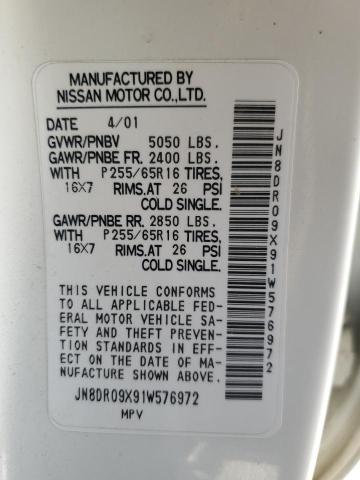 MANUFACTURED BY
NISSAN MOTOR CO.,LTD.
DATE 4/01
GVWR/PNBV 5050 LBS.
GAWR/PNBE FR. 2400 LBS.
WITH P255/65R16 TIRES,
16X7 RIMS.AT 26 PSI
COLD SINGLE.
GAWR/PNBE RR. 2850 LBS.
WITH P255/65R16 TIRES,
16X7 RIMS.AT 26 PSI
COLD SINGLE.
THIS VEHICLE CONFORMS
TO ALL APPLICABLE FED-
ERAL MOTOR VEHICLE SA-
FETY AND THEFT PREVEN-
TION STANDARDS IN EFF-
ECT ON THE DATE OF MA-
NUFACTURE SHOWN ABOVE.
JN8DR09X91W576972
MPV
JN8DR09X91W576972